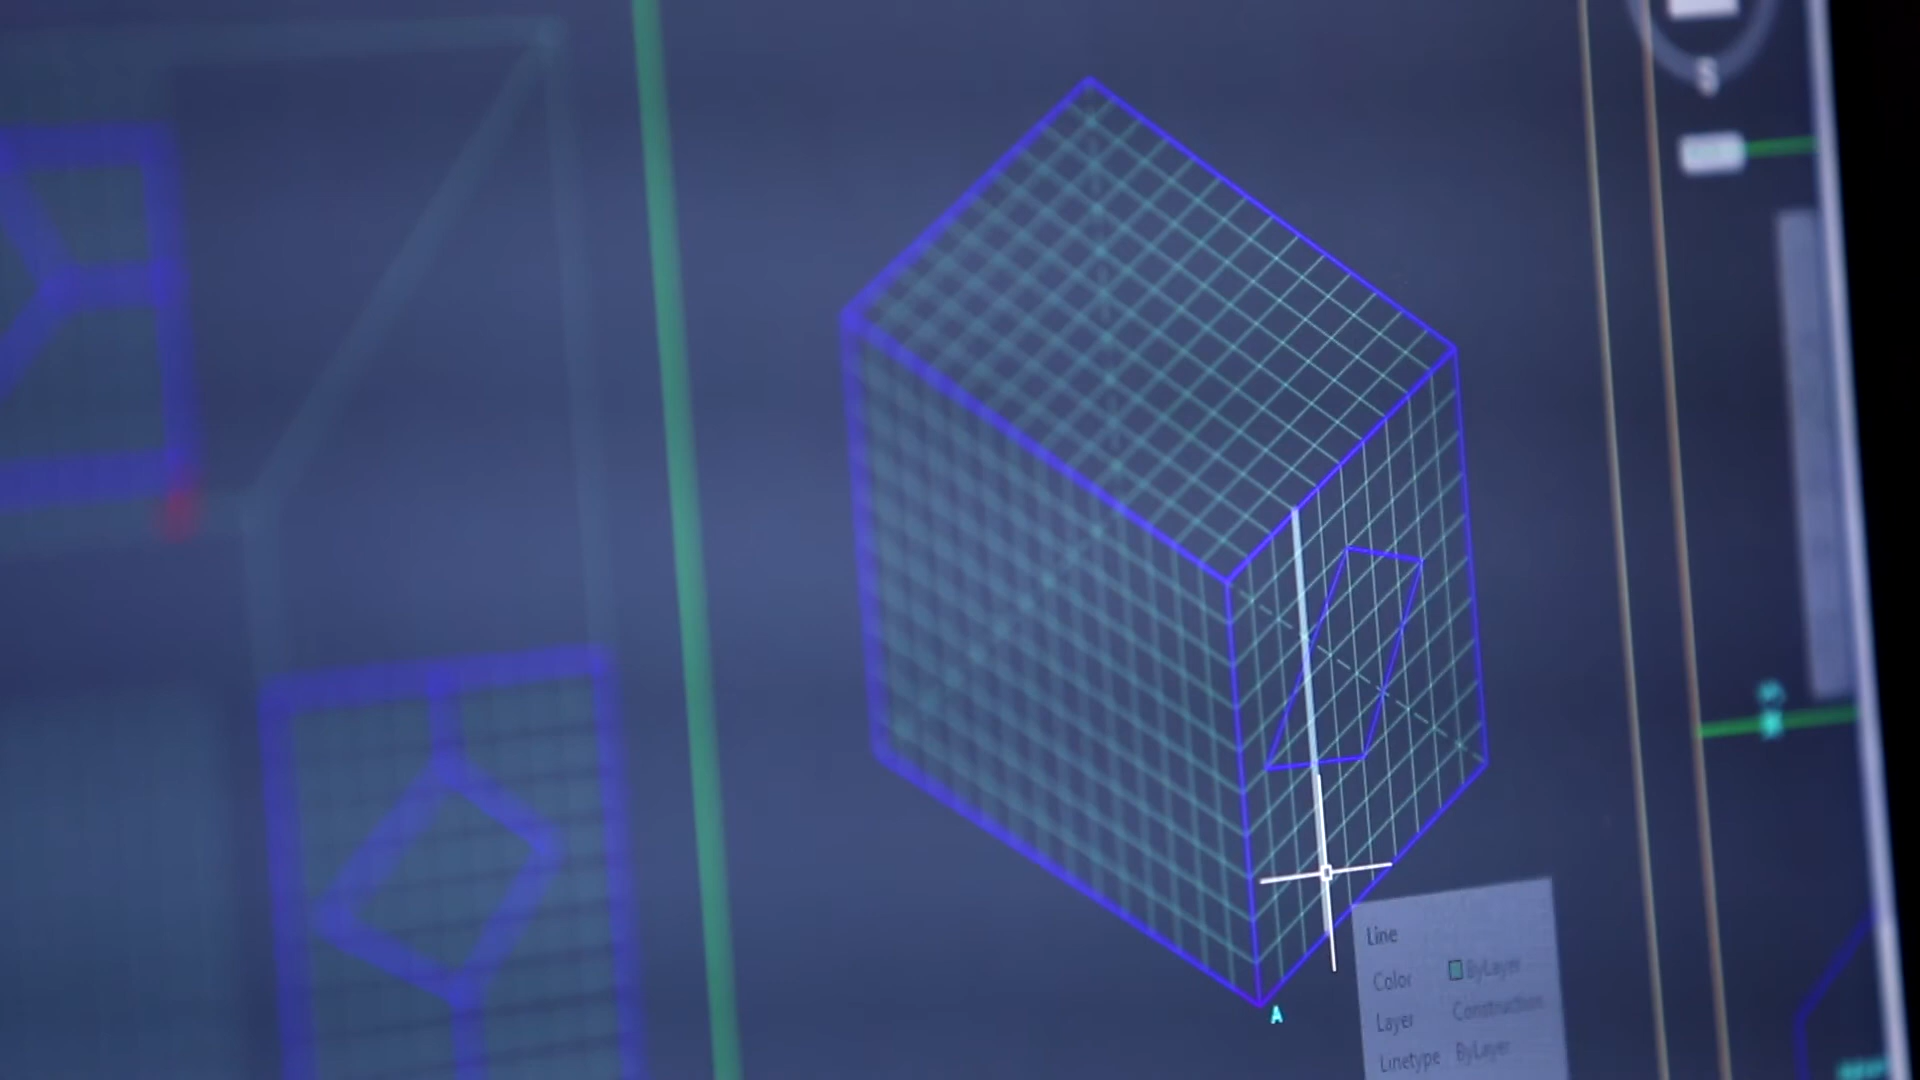 S
A
Line
Color ByLayer
Layer Construction
Linetype ByLayer